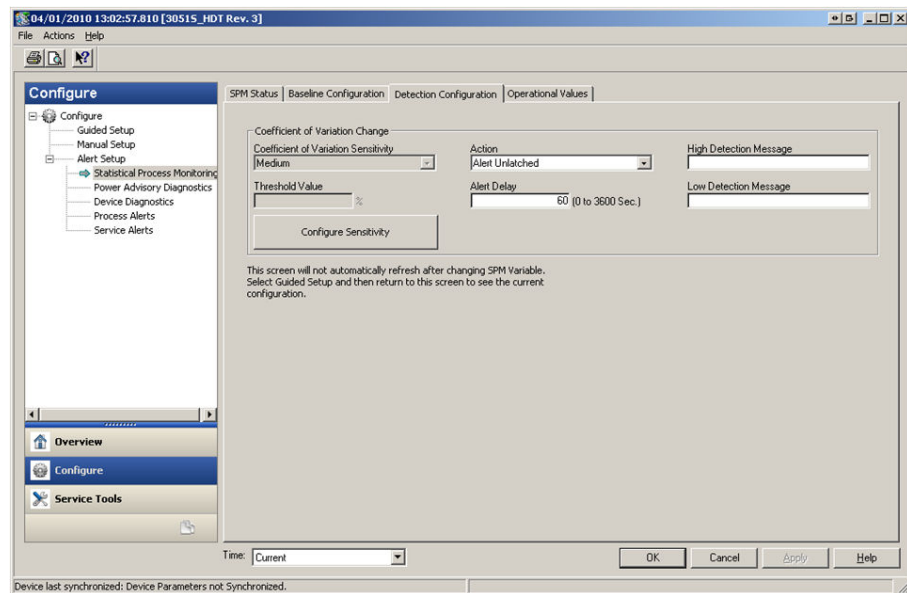 04/01/2010 13:02:57.810 [3051S_HDT Rev. 3]
File Actions Help
Configure
Configure
Guided Setup
Manual Setup
Alert Setup
Statistical Process Monitoring
Power Advisory Diagnostics
Device Diagnostics
Process Alerts
Service Alerts
Overview
Configure
Service Tools
SPM Status Baseline Configuration Detection Configuration Operational Values
Coefficient of Variation Change
Coefficient of Variation Sensitivity
Medium
Threshold Value
%
Configure Sensitivity
Action
Alert Unlatched
Alert Delay
60 (0 to 3600 Sec.)
High Detection Message
Low Detection Message
This screen will not automatically refresh after changing SPM Variable.
Select Guided Setup and then return to this screen to see the current
configuration.
Time: Current
OK Cancel Apply Help
Device last synchronized: Device Parameters not Synchronized.